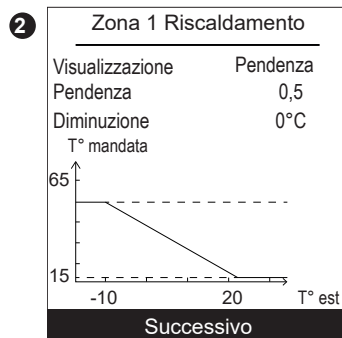 2
Zona 1 Riscaldamento
Visualizzazione Pendenza
Pendenza 0,5
Diminuzione 0°C
T° mandata
65
15
-10 20 T° est
Successivo